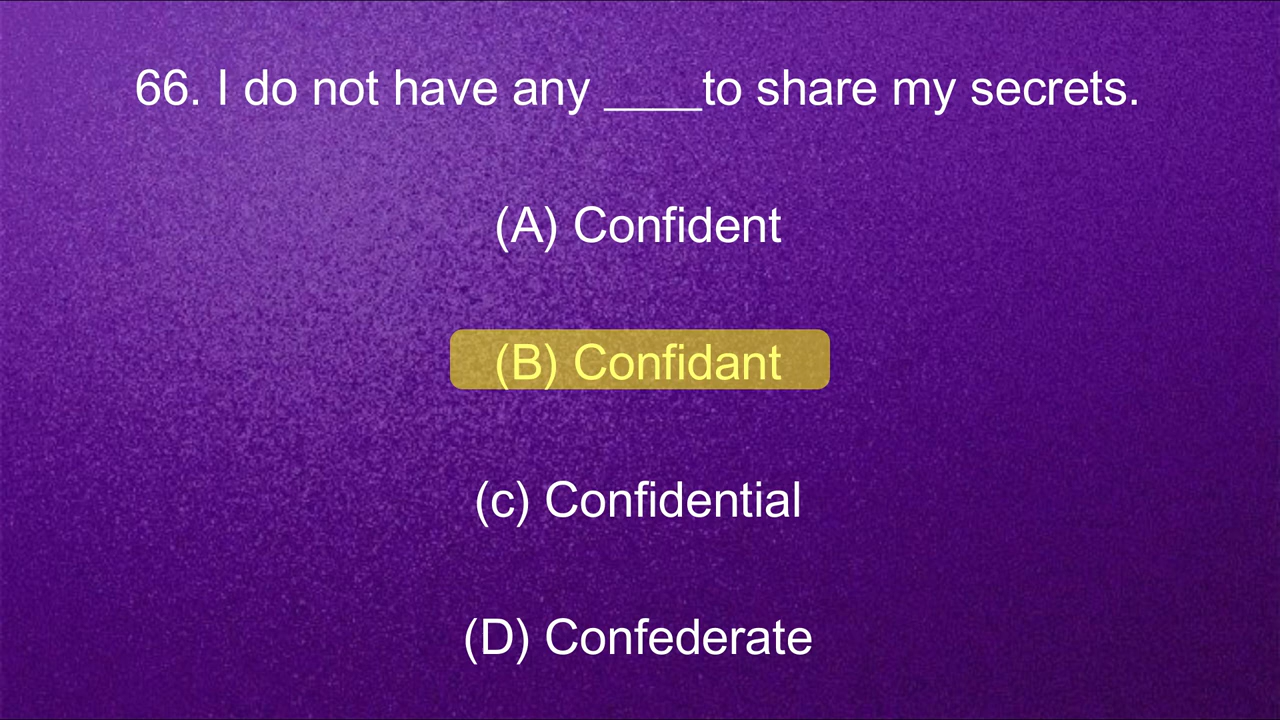 66. I do not have any ____to share my secrets.
(A) Confident
(B) Confidant
(c) Confidential
(D) Confederate